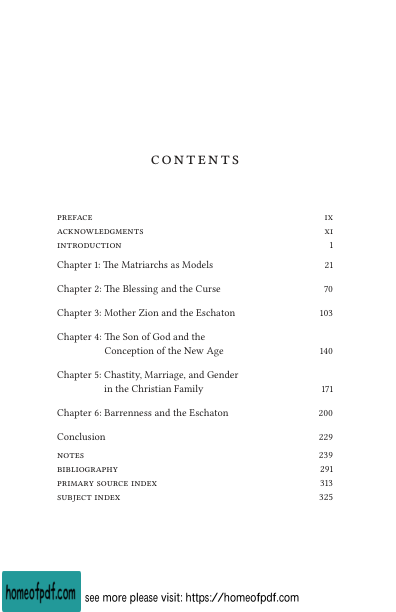 CONTENTS
PREFACE IX
ACKNOWLEDGMENTS XI
INTRODUCTION 1
Chapter 1: The Matriarchs as Models 21
Chapter 2: The Blessing and the Curse 70
Chapter 3: Mother Zion and the Eschaton 103
Chapter 4: The Son of God and the
Conception of the New Age 140
Chapter 5: Chastity, Marriage, and Gender
in the Christian Family 171
Chapter 6: Barrenness and the Eschaton 200
Conclusion 229
NOTES 239
BIBLIOGRAPHY 291
PRIMARY SOURCE INDEX 313
SUBJECT INDEX 325
homeofpdf.com see more please visit: https://homeofpdf.com